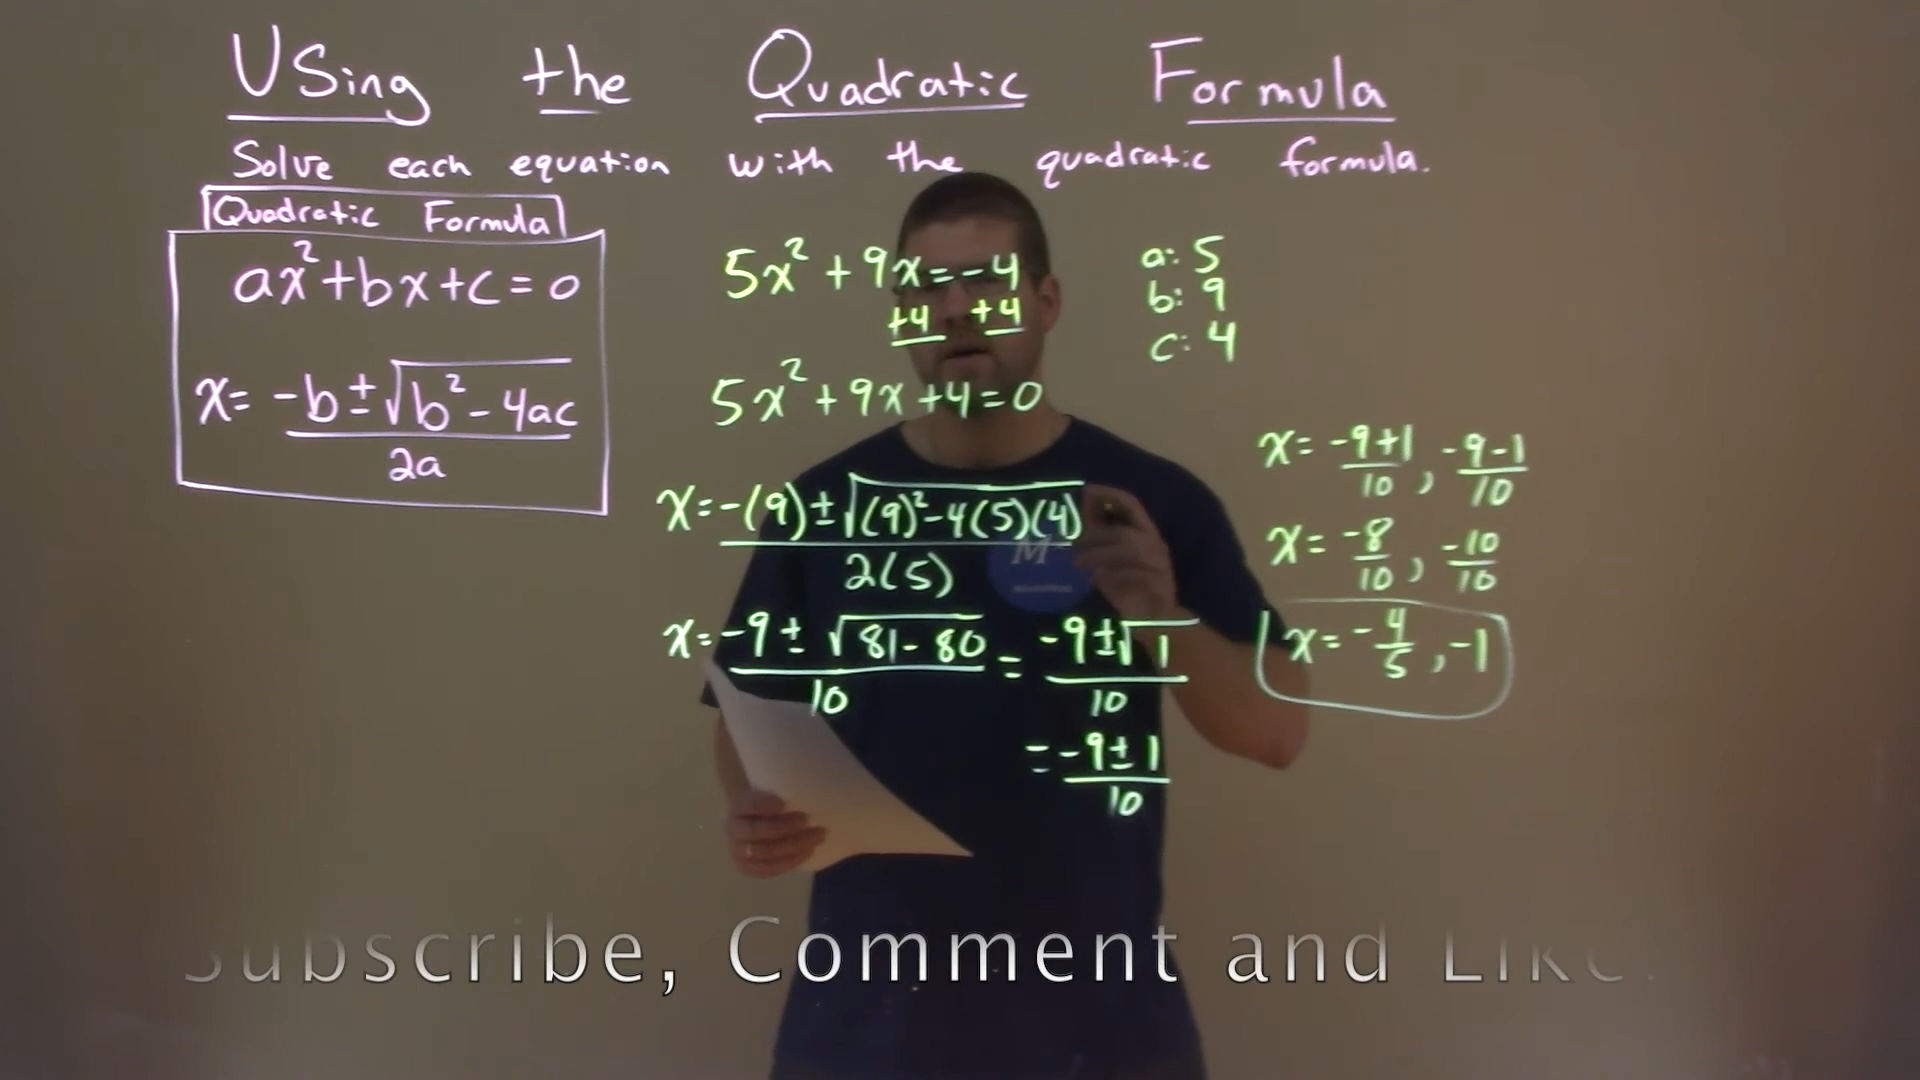 Using the Quadratic Formula
Solve each equation with the quadratic formula.
Quadratic Formula
ax²+bx+c=0
x= -b±√b²-4ac
2a
5x²+9x=-4
+4 +4
5x²+9x+4=0
x=-(9)±√(9)²-4(5)(4)
2(5)
x=-9±√81-80 = -9±√1
10 10
=-9±1
10
a: 5
b: 9
c: 4
x= -9+1, -9-1
10 10
x= -8, -10
10 10
x= -4/5, -1
M
Subscribe, Comment and Like!